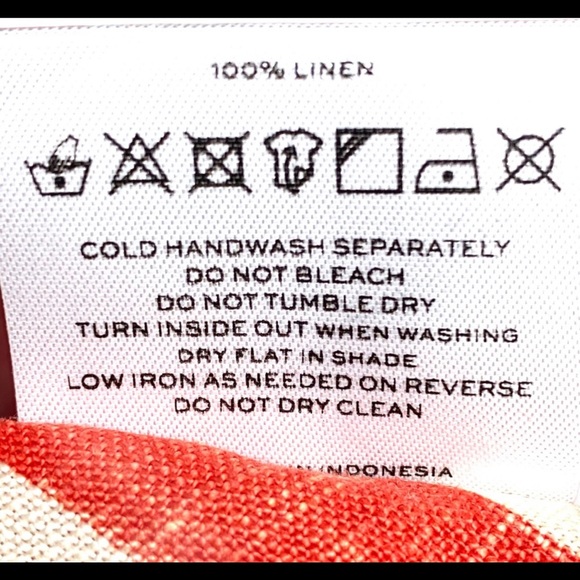 100% LINEN
COLD HANDWASH SEPARATELY
DO NOT BLEACH
DO NOT TUMBLE DRY
TURN INSIDE OUT WHEN WASHING
DRY FLAT IN SHADE
LOW IRON AS NEEDED ON REVERSE
DO NOT DRY CLEAN
INDONESIA